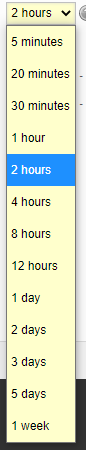 2 hours
5 minutes
20 minutes
30 minutes
1 hour
2 hours
4 hours
8 hours
12 hours
1 day
2 days
3 days
5 days
1 week